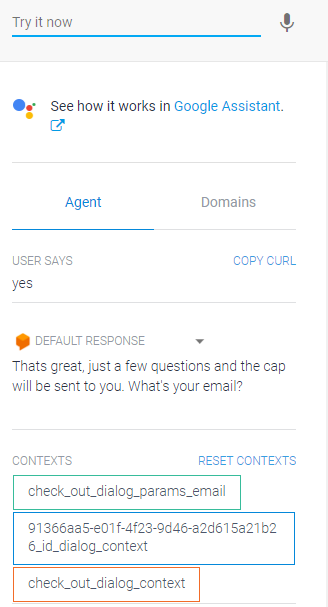 Try it now
See how it works in Google Assistant.
Agent Domains
USER SAYS COPY CURL
yes
DEFAULT RESPONSE
Thats great, just a few questions and the cap
will be sent to you. What's your email?
CONTEXTS RESET CONTEXTS
check_out_dialog_params_email
91366aa5-e01f-4f23-9d46-a2d615a21b2
6_id_dialog_context
check_out_dialog_context